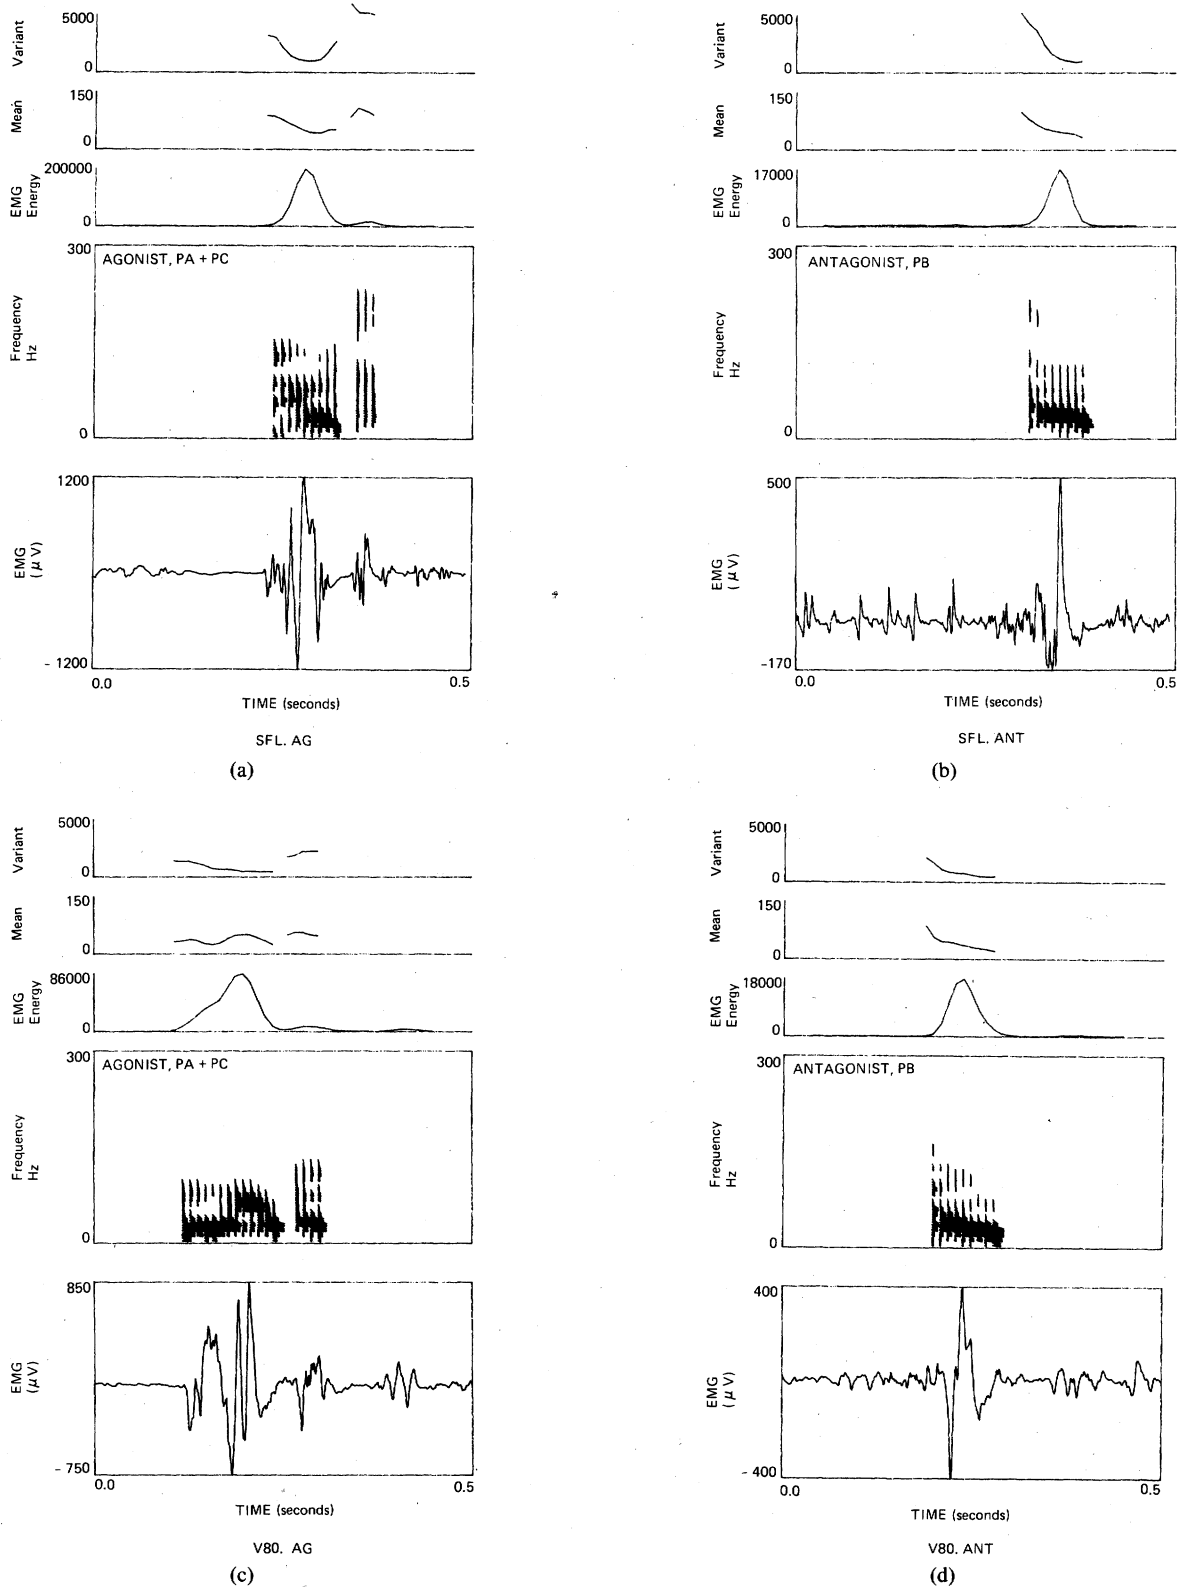 5000
Variant
0
150
Mean
0
200000
EMG
Energy
0
300
AGONIST, PA + PC
Frequency
Hz
0
1200
EMG
(μV)
- 1200
0.0
0.5
TIME (seconds)
SFL. AG
(a)
5000
Variant
0
150
Mean
0
17000
EMG
Energy
0
300
ANTAGONIST, PB
Frequency
Hz
0
500
EMG
(μV)
-170
0.0
0.5
TIME (seconds)
SFL. ANT
(b)
5000
Variant
0
150
Mean
0
86000
EMG
Energy
0
300
AGONIST, PA + PC
Frequency
Hz
0
850
EMG
(μV)
- 750
0.0
0.5
TIME (seconds)
V80. AG
(c)
5000
Variant
0
150
Mean
0
18000
EMG
Energy
0
300
ANTAGONIST, PB
Frequency
Hz
0
400
EMG
(μV)
- 400
0.0
0.5
TIME (seconds)
V80. ANT
(d)